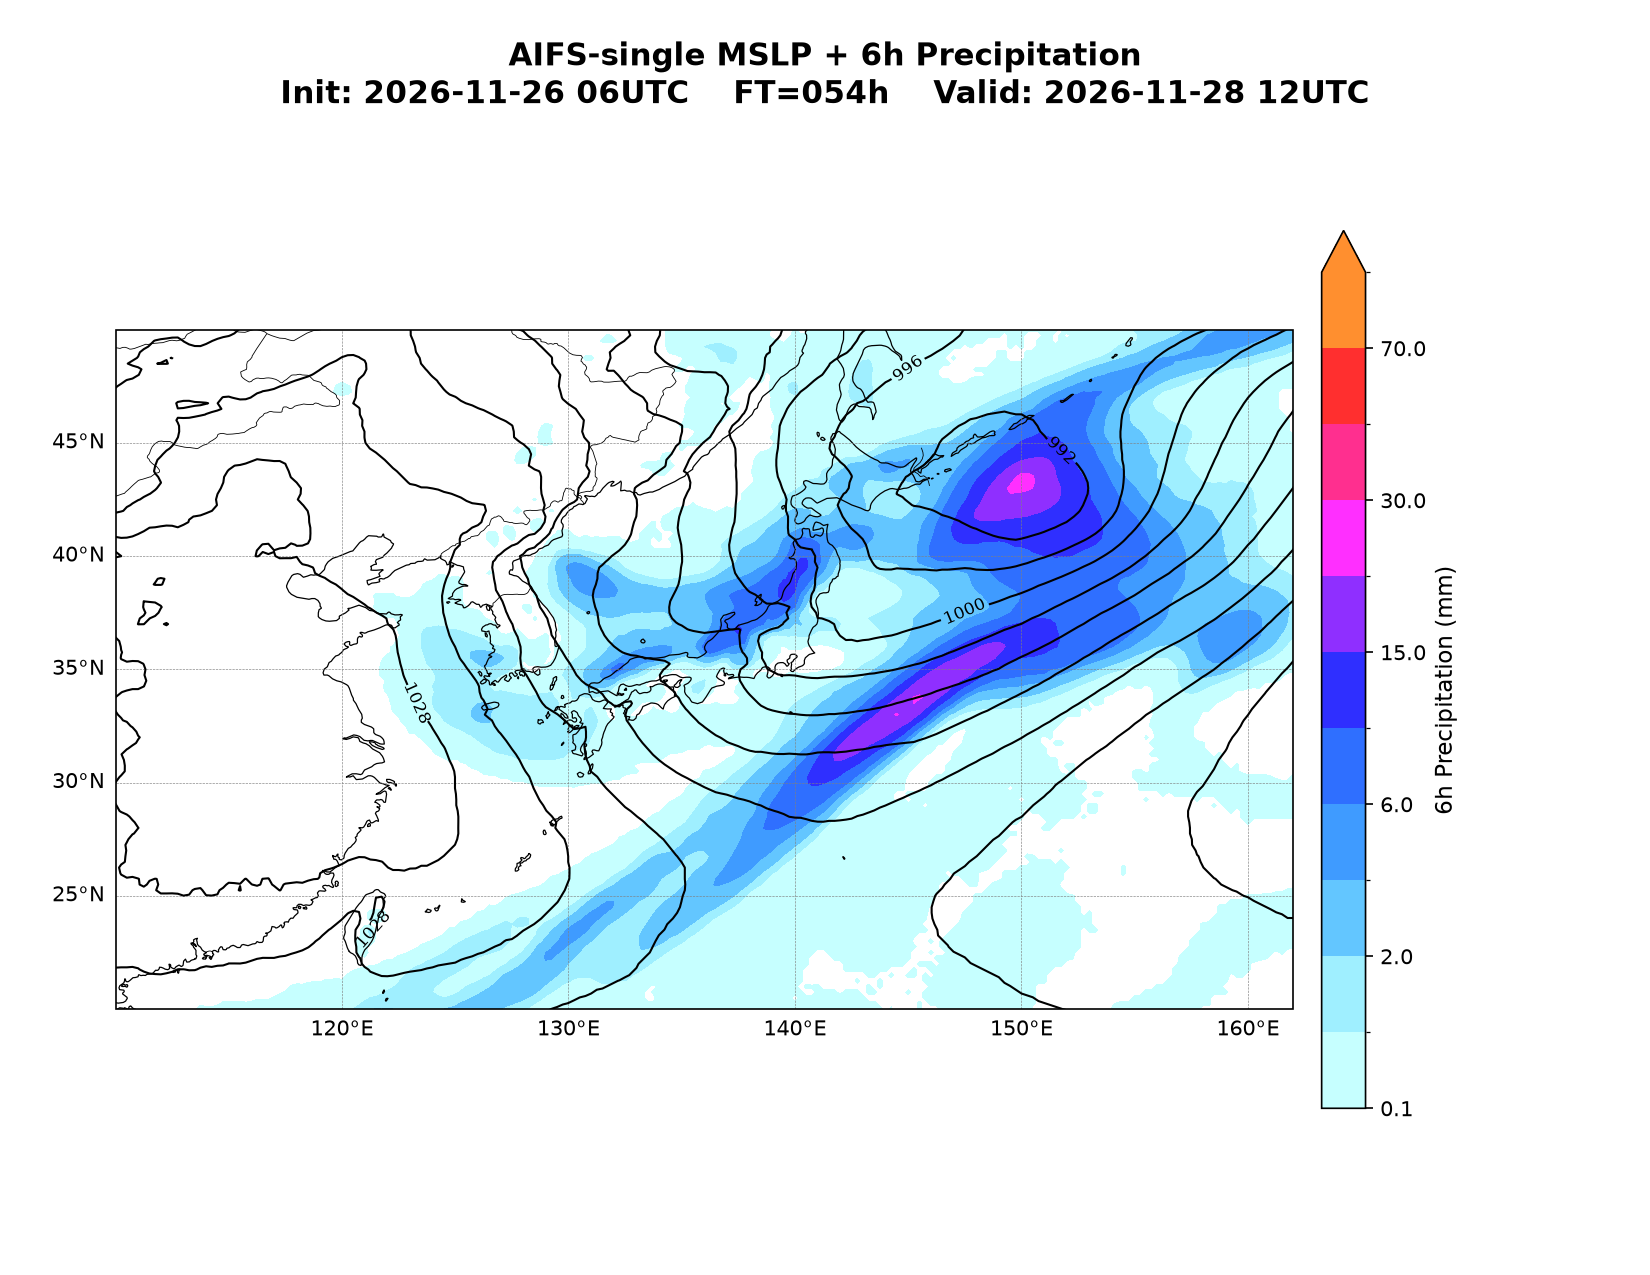 AIFS-single MSLP + 6h Precipitation
Init: 2026-11-26 06UTC    FT=054h    Valid: 2026-11-28 12UTC
996
992
1000
1028
1028
45°N
40°N
35°N
30°N
25°N
120°E
130°E
140°E
150°E
160°E
70.0
30.0
15.0
6.0
2.0
0.1
6h Precipitation (mm)